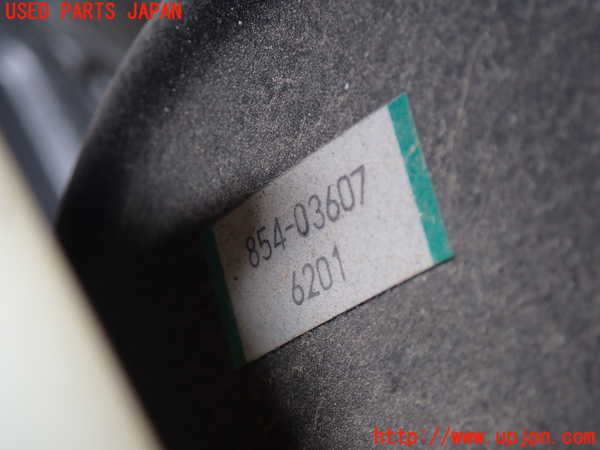 USED PARTS JAPAN
854-03607
6201
http://www.upjpn.com/